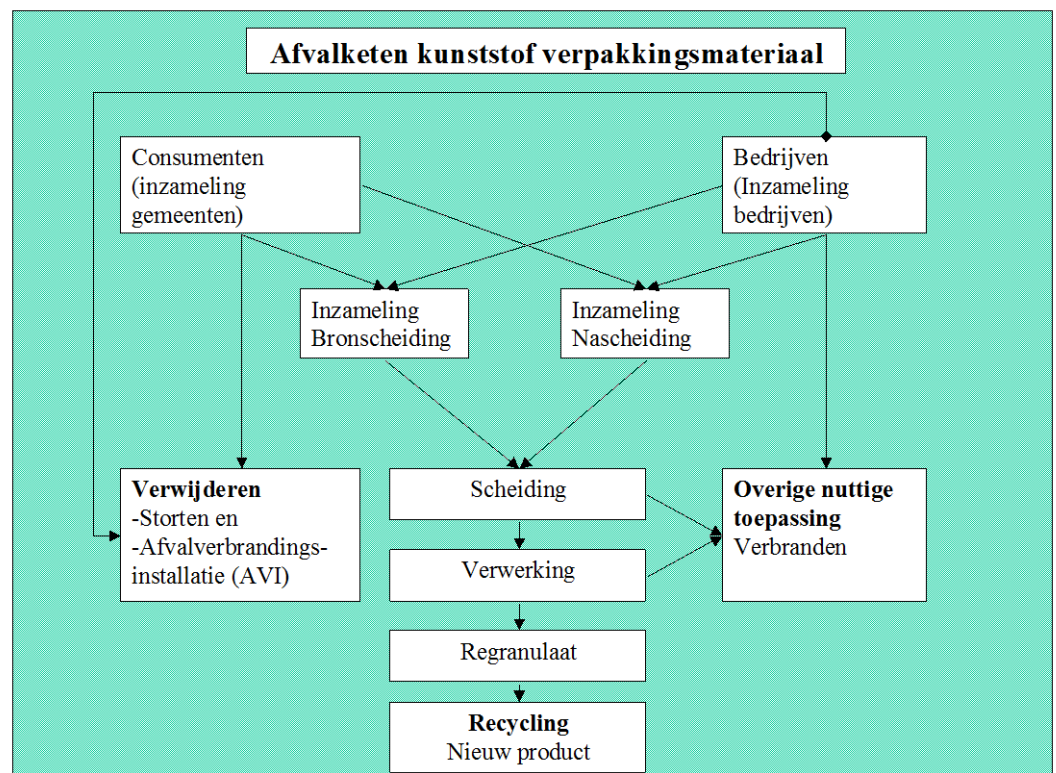 Afvalketen kunststof verpakkingsmateriaal
Consumenten
(inzameling
gemeenten)
Bedrijven
(Inzameling
bedrijven)
Inzameling
Bronscheiding
Inzameling
Nascheiding
Verwijderen
-Storten en
-Afvalverbrandings-
installatie (AVI)
Scheiding
Overige nuttige
toepassing
Verbranden
Verwerking
Regranulaat
Recycling
Nieuw product